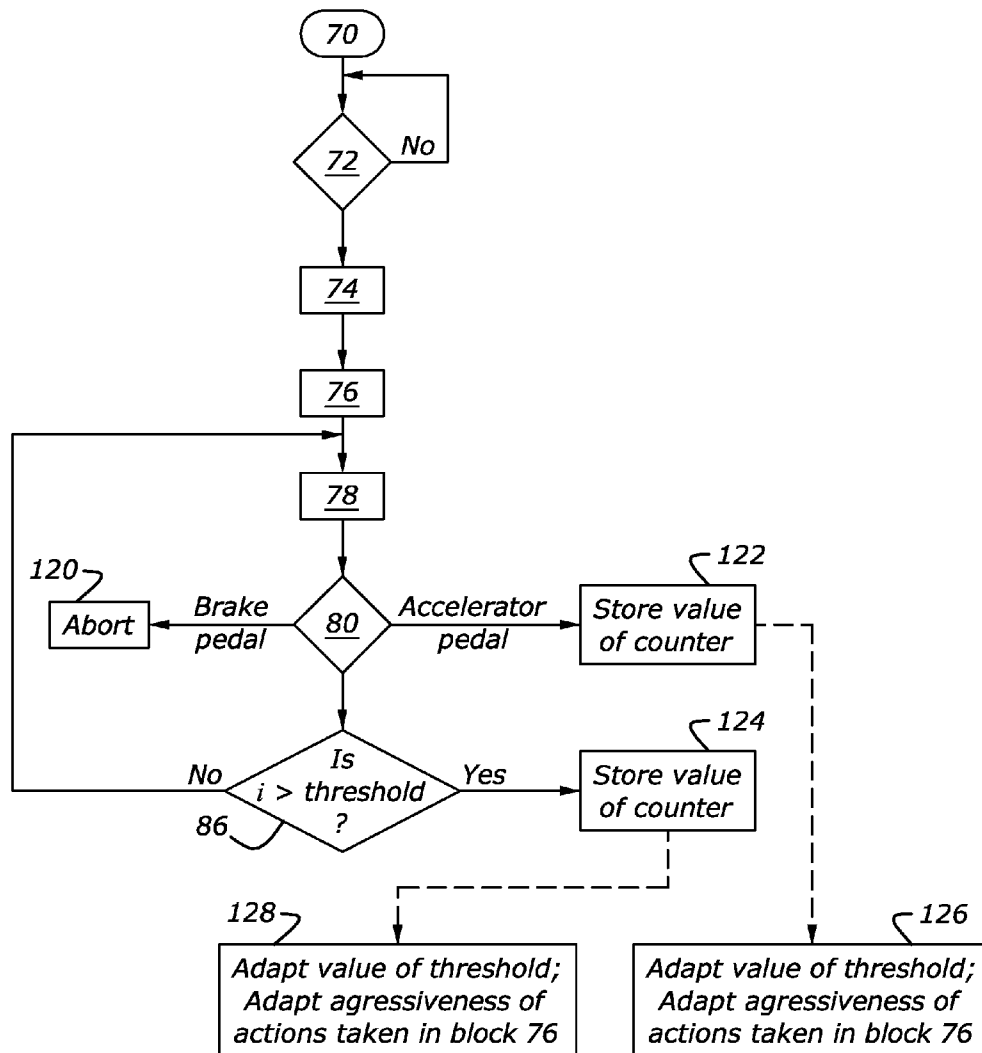 70
72
No
74
76
78
120
Abort
Brake
pedal
80
Accelerator
pedal
122
Store value
of counter
No
Is
i > threshold
?
Yes
86
124
Store value
of counter
128
Adapt value of threshold;
Adapt agressiveness of
actions taken in block 76
126
Adapt value of threshold;
Adapt agressiveness of
actions taken in block 76